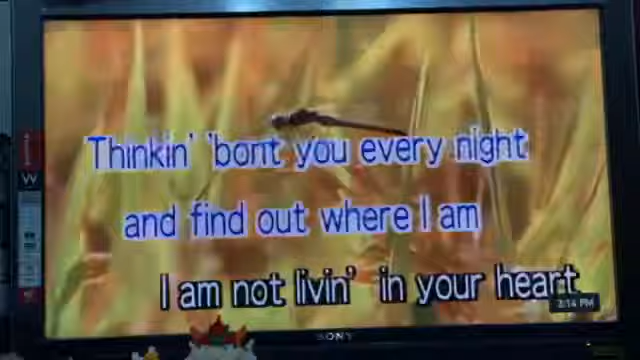 Thinkin' 'bout you every night
and find out where I am
I am not livin' in your heart
2:14 PM
SONY